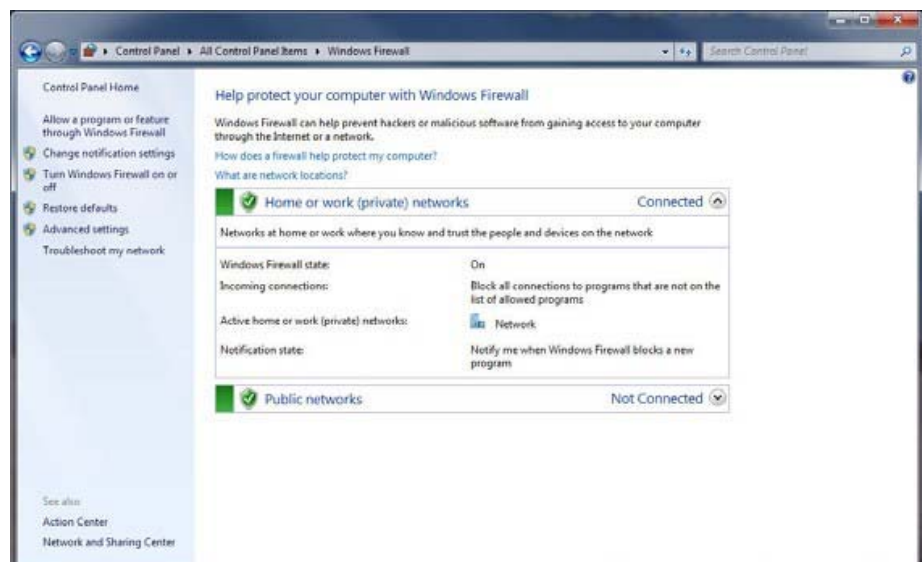 Control Panel ▸ All Control Panel Items ▸ Windows Firewall
Search Control Panel
Control Panel Home
Allow a program or feature
through Windows Firewall
Change notification settings
Turn Windows Firewall on or
off
Restore defaults
Advanced settings
Troubleshoot my network
See also
Action Center
Network and Sharing Center
Help protect your computer with Windows Firewall
Windows Firewall can help prevent hackers or malicious software from gaining access to your computer
through the Internet or a network.
How does a firewall help protect my computer?
What are network locations?
Home or work (private) networks Connected
Networks at home or work where you know and trust the people and devices on the network
Windows Firewall state: On
Incoming connections: Block all connections to programs that are not on the
list of allowed programs
Active home or work (private) networks: Network
Notification state: Notify me when Windows Firewall blocks a new
program
Public networks Not Connected